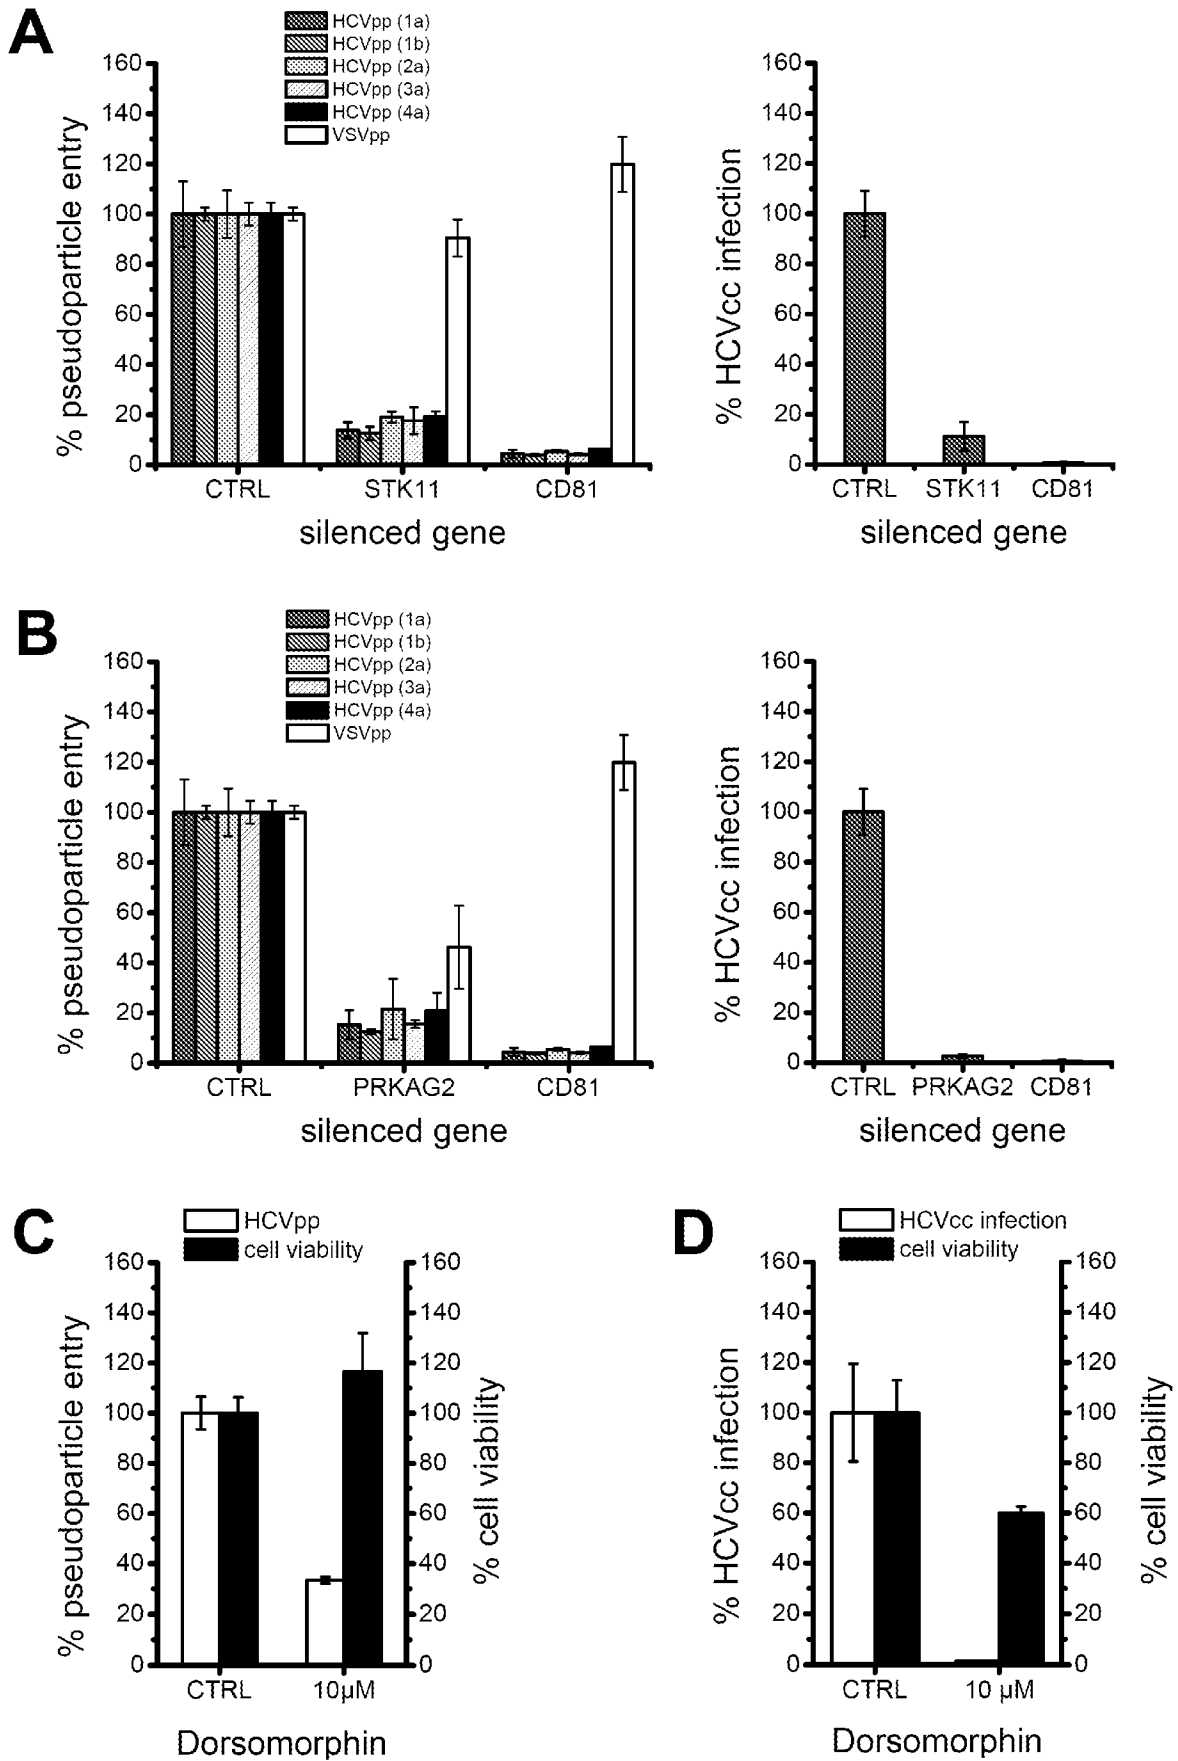 A
HCVpp (1a)
HCVpp (1b)
HCVpp (2a)
HCVpp (3a)
HCVpp (4a)
VSVpp
% pseudoparticle entry
160
140
120
100
80
60
40
20
0
CTRL STK11 CD81
silenced gene
% HCVcc infection
160
140
120
100
80
60
40
20
0
CTRL STK11 CD81
silenced gene
B
HCVpp (1a)
HCVpp (1b)
HCVpp (2a)
HCVpp (3a)
HCVpp (4a)
VSVpp
% pseudoparticle entry
160
140
120
100
80
60
40
20
0
CTRL PRKAG2 CD81
silenced gene
% HCVcc infection
160
140
120
100
80
60
40
20
0
CTRL PRKAG2 CD81
silenced gene
C
HCVpp
cell viability
% pseudoparticle entry
160
140
120
100
80
60
40
20
0
160
140
120
100
80
60
40
20
0
% cell viability
CTRL 10µM
Dorsomorphin
D
HCVcc infection
cell viability
% HCVcc infection
160
140
120
100
80
60
40
20
0
160
140
120
100
80
60
40
20
0
% cell viability
CTRL 10 µM
Dorsomorphin